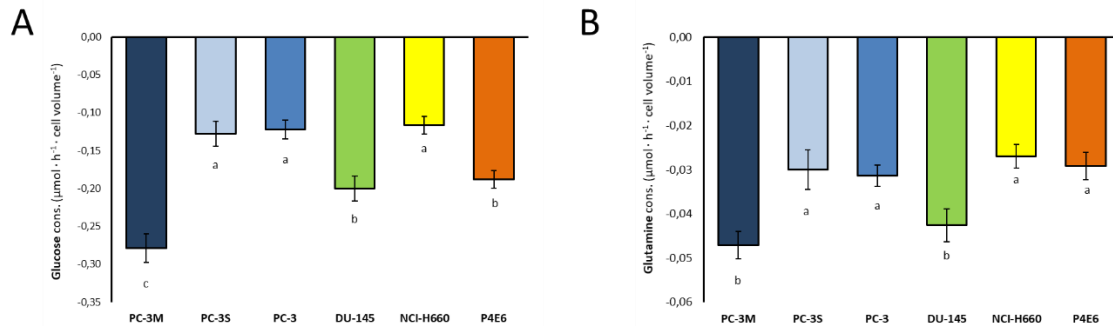 A
Glucose cons. (µmol · h⁻¹ · cell volume⁻¹)
0,00
-0,05
-0,10
-0,15
-0,20
-0,25
-0,30
-0,35
c
a
a
b
a
b
PC-3M PC-3S PC-3 DU-145 NCI-H660 P4E6
B
Glutamine cons. (µmol · h⁻¹ · cell volume⁻¹)
0,00
-0,01
-0,02
-0,03
-0,04
-0,05
-0,06
b
a
a
b
a
a
PC-3M PC-3S PC-3 DU-145 NCI-H660 P4E6